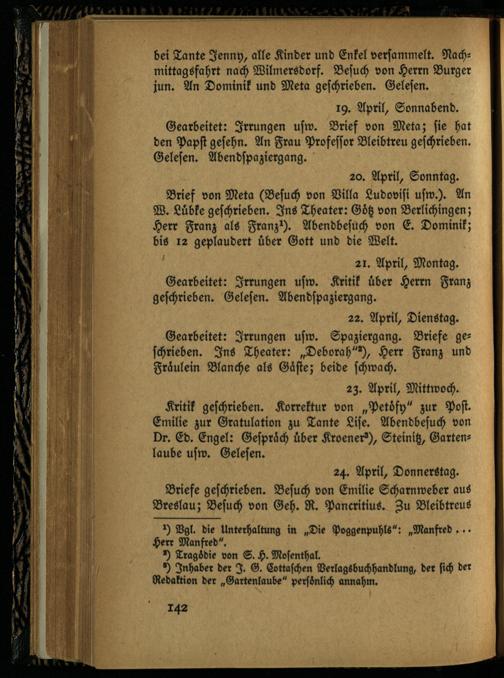 bei Tante Jenny, alle Kinder und Enkel versammelt. Nach-
mittagsfahrt nach Wilmersdorf. Besuch von Herrn Burger
jun. An Dominik und Meta geschrieben. Gelesen.
19. April, Sonnabend.
Gearbeitet: Irrungen usw. Brief von Meta; sie hat
den Papst gesehn. An Frau Professor Bleibtreu geschrieben.
Gelesen. Abendspaziergang.
20. April, Sonntag.
Brief von Meta (Besuch von Villa Ludovisi usw.). An
W. Lübke geschrieben. Ins Theater: Götz von Berlichingen;
Herr Franz als Franz¹). Abendbesuch von E. Dominik;
bis 12 geplaudert über Gott und die Welt.
21. April, Montag.
Gearbeitet: Irrungen usw. Kritik über Herrn Franz
geschrieben. Gelesen. Abendspaziergang.
22. April, Dienstag.
Gearbeitet: Irrungen usw. Spaziergang. Briefe ge-
schrieben. Ins Theater: „Deborah“²), Herr Franz und
Fräulein Blanche als Gäste; beide schwach.
23. April, Mittwoch.
Kritik geschrieben. Korrektur von „Petöfy“ zur Post.
Emilie zur Gratulation zu Tante Lise. Abendbesuch von
Dr. Ed. Engel: Gespräch über Kroener³), Steinitz, Garten-
laube usw. Gelesen.
24. April, Donnerstag.
Briefe geschrieben. Besuch von Emilie Scharnweber aus
Breslau; Besuch von Geh. R. Pancritius. Zu Bleibtreus
¹) Vgl. die Unterhaltung in „Die Poggenpuhls“: „Manfred ...
Herr Manfred“.
²) Tragödie von S. H. Mosenthal.
³) Inhaber der J. G. Cottaschen Verlagsbuchhandlung, der sich der
Redaktion der „Gartenlaube“ persönlich annahm.
142